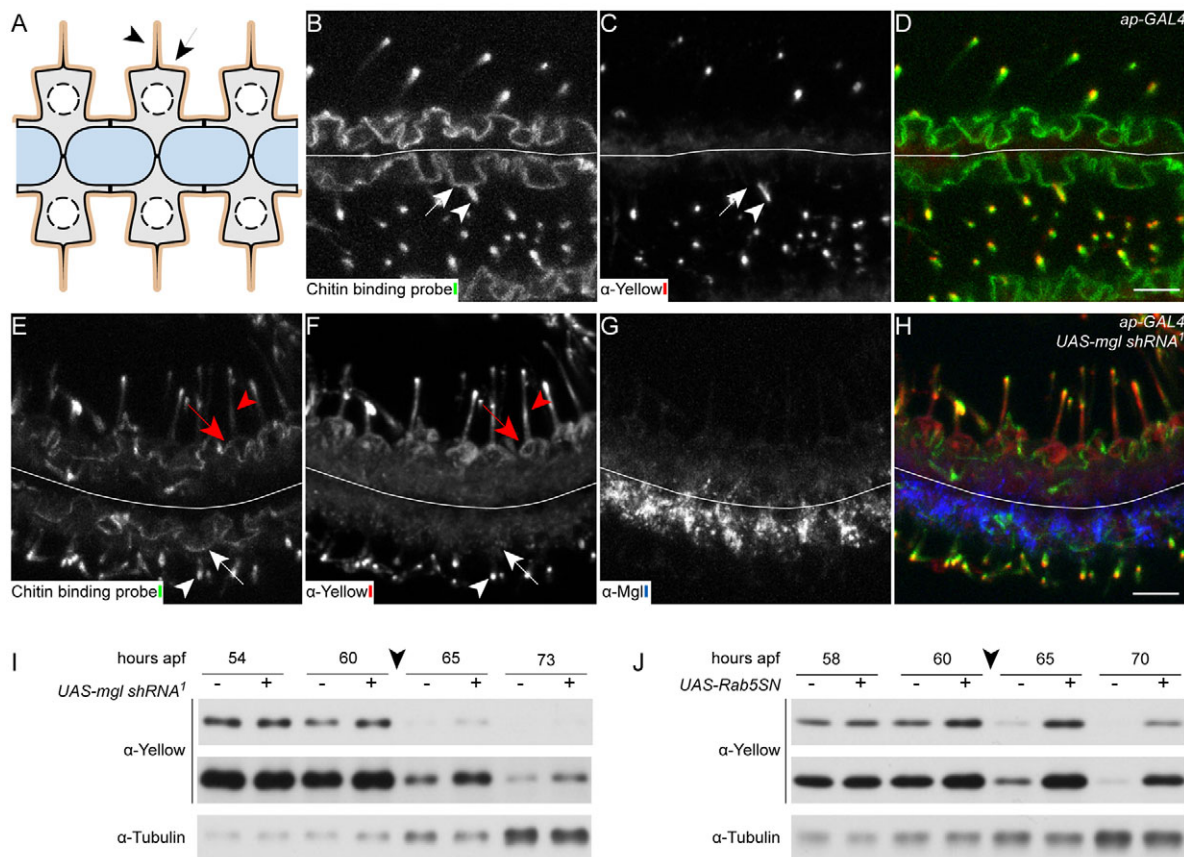 A
B
Chitin binding probe
C
α-Yellow
D
ap-GAL4
E
Chitin binding probe
F
α-Yellow
G
α-Mgl
H
ap-GAL4
UAS-mgl shRNA¹
I
hours apf 54 60 65 73
UAS-mgl shRNA¹ - + - + - + - +
α-Yellow
α-Tubulin
J
hours apf 58 60 65 70
UAS-Rab5SN - + - + - + - +
α-Yellow
α-Tubulin